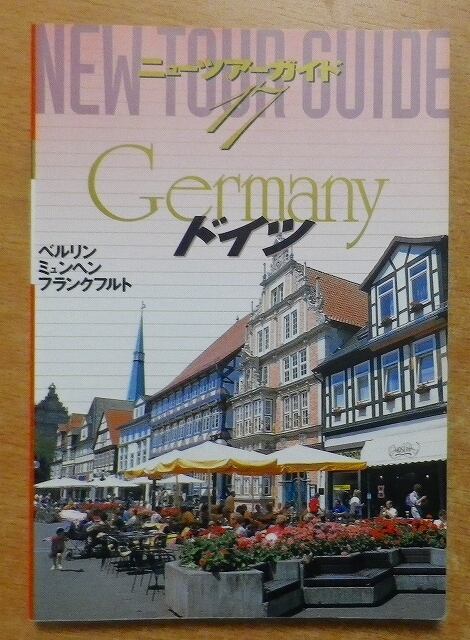 NEW TOUR GUIDE
ニューツアーガイド
17
Germany
ドイツ
ベルリン
ミュンヘン
フランクフルト